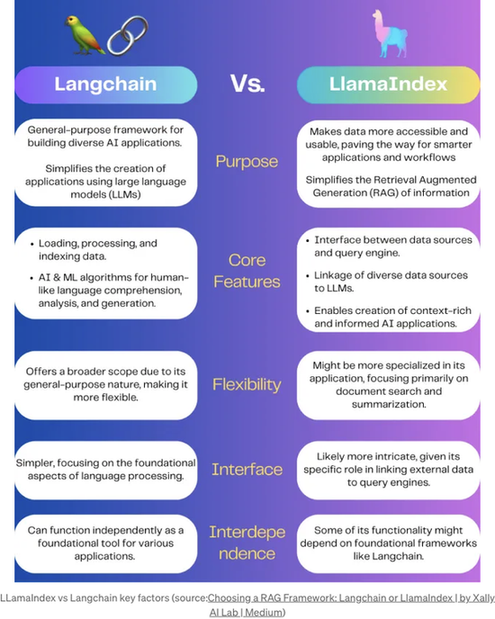 Langchain
Vs.
LlamaIndex
General-purpose framework for
building diverse AI applications.
Simplifies the creation of
applications using large language
models (LLMs)
Purpose
Makes data more accessible and
usable, paving the way for smarter
applications and workflows
Simplifies the Retrieval Augmented
Generation (RAG) of information
• Loading, processing, and
indexing data.
• AI & ML algorithms for human-
like language comprehension,
analysis, and generation.
Core
Features
• Interface between data sources
and query engine.
• Linkage of diverse data sources
to LLMs.
• Enables creation of context-rich
and informed AI applications.
Offers a broader scope due to its
general-purpose nature, making it
more flexible.
Flexibility
Might be more specialized in its
application, focusing primarily on
document search and
summarization.
Simpler, focusing on the foundational
aspects of language processing.
Interface
Likely more intricate, given its
specific role in linking external data
to query engines.
Can function independently as a
foundational tool for various
applications.
Interdepe
ndence
Some of its functionality might
depend on foundational frameworks
like Langchain.
LLamaIndex vs Langchain key factors (source:Choosing a RAG Framework: Langchain or LlamaIndex | by Xally
AI Lab | Medium)